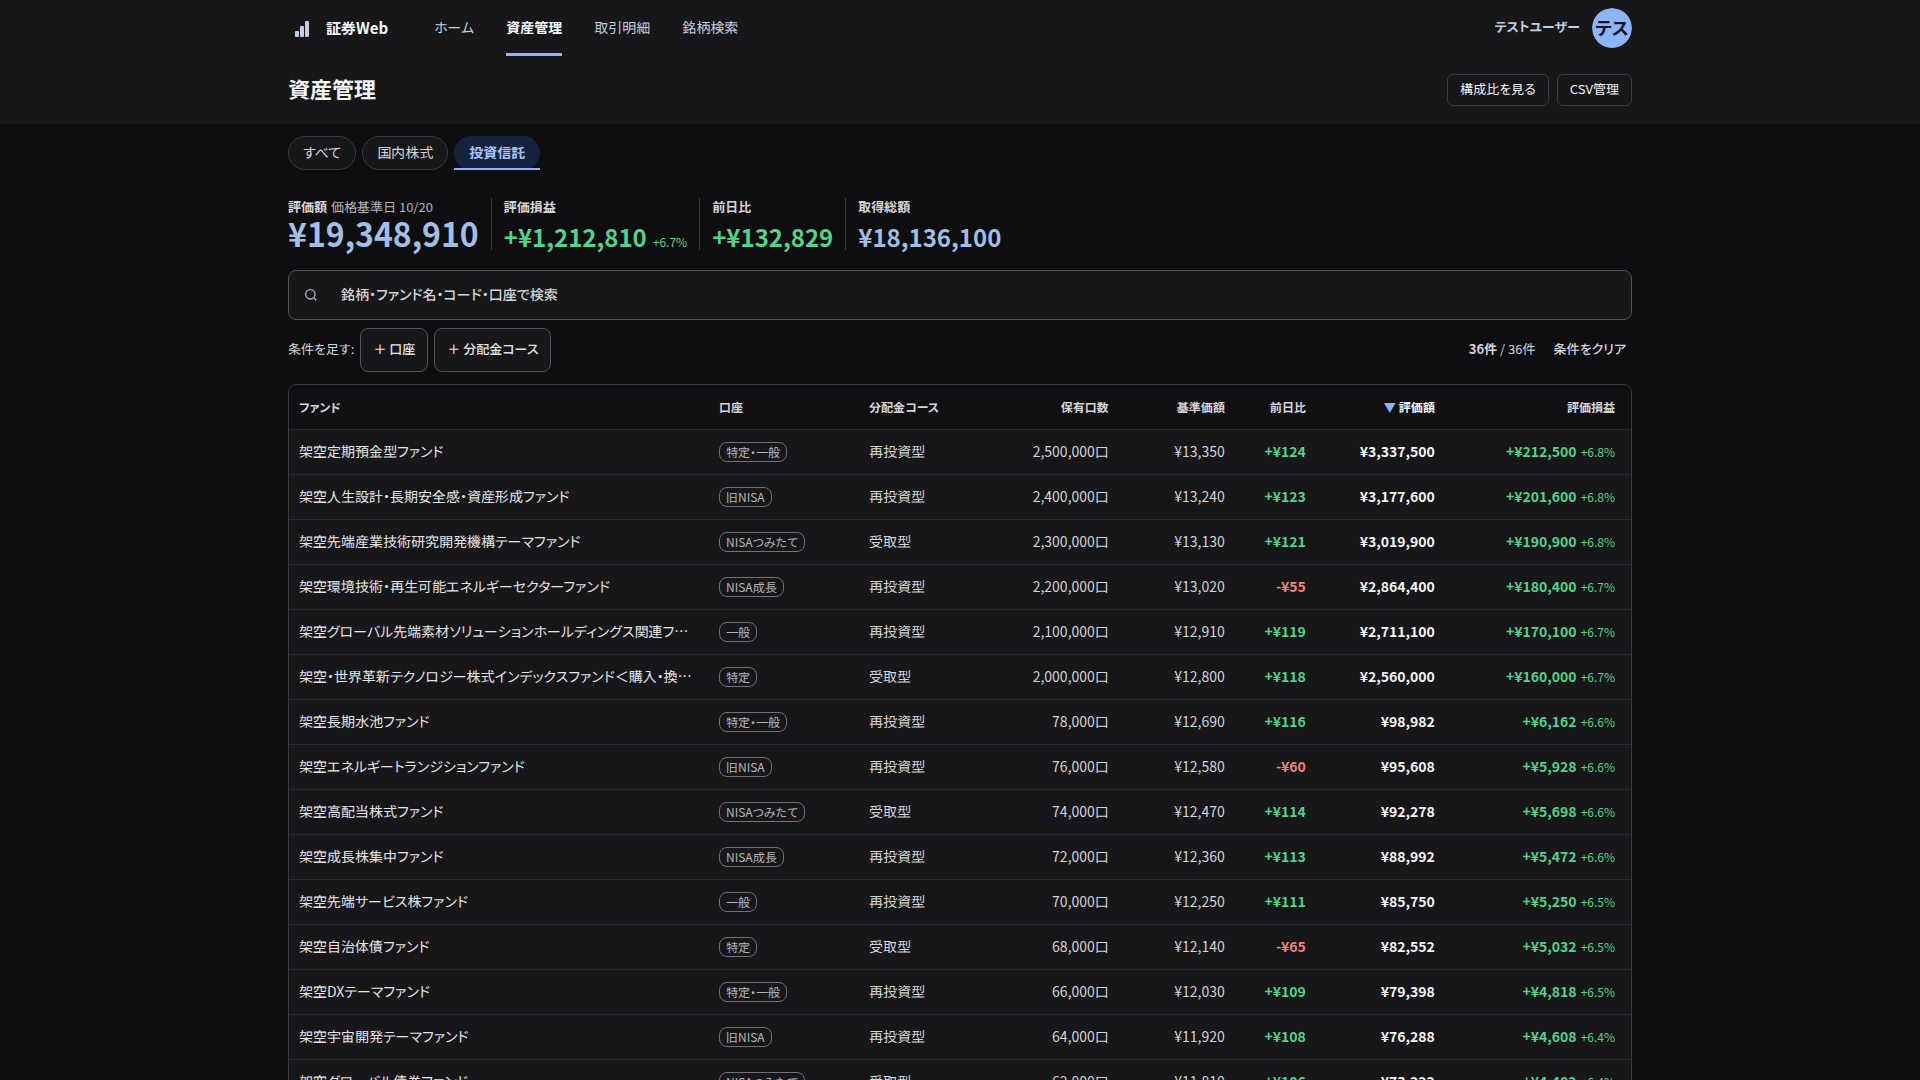 証券Web ホーム 資産管理 取引明細 銘柄検索 テストユーザー テス
資産管理 構成比を見る CSV管理
すべて 国内株式 投資信託
評価額 価格基準日 10/20 評価損益 前日比 取得総額
¥19,348,910 +¥1,212,810 +6.7% +¥132,829 ¥18,136,100
銘柄・ファンド名・コード・口座で検索
条件を足す: ＋ 口座 ＋ 分配金コース 36件 / 36件 条件をクリア
ファンド 口座 分配金コース 保有口数 基準価額 前日比 ▼ 評価額 評価損益
架空定期預金型ファンド 特定・一般 再投資型 2,500,000口 ¥13,350 +¥124 ¥3,337,500 +¥212,500 +6.8%
架空人生設計・長期安全感・資産形成ファンド 旧NISA 再投資型 2,400,000口 ¥13,240 +¥123 ¥3,177,600 +¥201,600 +6.8%
架空先端産業技術研究開発機構テーマファンド NISAつみたて 受取型 2,300,000口 ¥13,130 +¥121 ¥3,019,900 +¥190,900 +6.8%
架空環境技術・再生可能エネルギーセクターファンド NISA成長 再投資型 2,200,000口 ¥13,020 -¥55 ¥2,864,400 +¥180,400 +6.7%
架空グローバル先端素材ソリューションホールディングス関連フ… 一般 再投資型 2,100,000口 ¥12,910 +¥119 ¥2,711,100 +¥170,100 +6.7%
架空・世界革新テクノロジー株式インデックスファンド＜購入・換… 特定 受取型 2,000,000口 ¥12,800 +¥118 ¥2,560,000 +¥160,000 +6.7%
架空長期水池ファンド 特定・一般 再投資型 78,000口 ¥12,690 +¥116 ¥98,982 +¥6,162 +6.6%
架空エネルギートランジションファンド 旧NISA 再投資型 76,000口 ¥12,580 -¥60 ¥95,608 +¥5,928 +6.6%
架空高配当株式ファンド NISAつみたて 受取型 74,000口 ¥12,470 +¥114 ¥92,278 +¥5,698 +6.6%
架空成長株集中ファンド NISA成長 再投資型 72,000口 ¥12,360 +¥113 ¥88,992 +¥5,472 +6.6%
架空先端サービス株ファンド 一般 再投資型 70,000口 ¥12,250 +¥111 ¥85,750 +¥5,250 +6.5%
架空自治体債ファンド 特定 受取型 68,000口 ¥12,140 -¥65 ¥82,552 +¥5,032 +6.5%
架空DXテーマファンド 特定・一般 再投資型 66,000口 ¥12,030 +¥109 ¥79,398 +¥4,818 +6.5%
架空宇宙開発テーマファンド 旧NISA 再投資型 64,000口 ¥11,920 +¥108 ¥76,288 +¥4,608 +6.4%
架空グローバル債券ファンド NISAつみたて 受取型 62,000口 ¥11,810